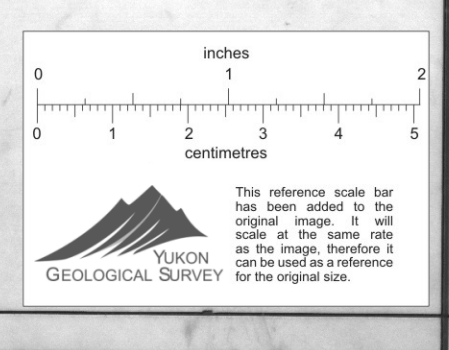 inches
0 1 2
0 1 2 3 4 5
centimetres
This reference scale bar
has been added to the
original image. It will
scale at the same rate
as the image, therefore it
can be used as a reference
for the original size.
YUKON
GEOLOGICAL SURVEY